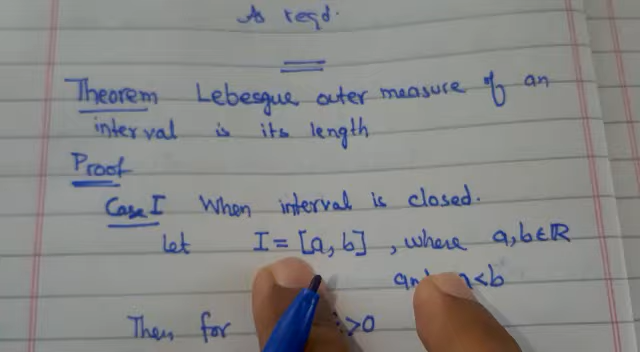 As reqd.
Theorem Lebesgue outer measure of an
interval is its length
Proof
Case I When interval is closed.
let I = [a, b] , where a, b ∈ ℝ
a<b
Then for >0